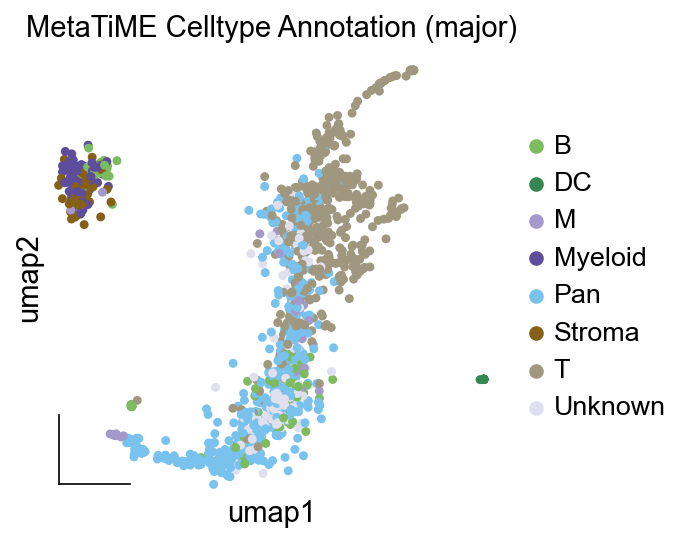 MetaTiME Celltype Annotation (major)
B
DC
M
Myeloid
Pan
Stroma
T
Unknown
umap2
umap1